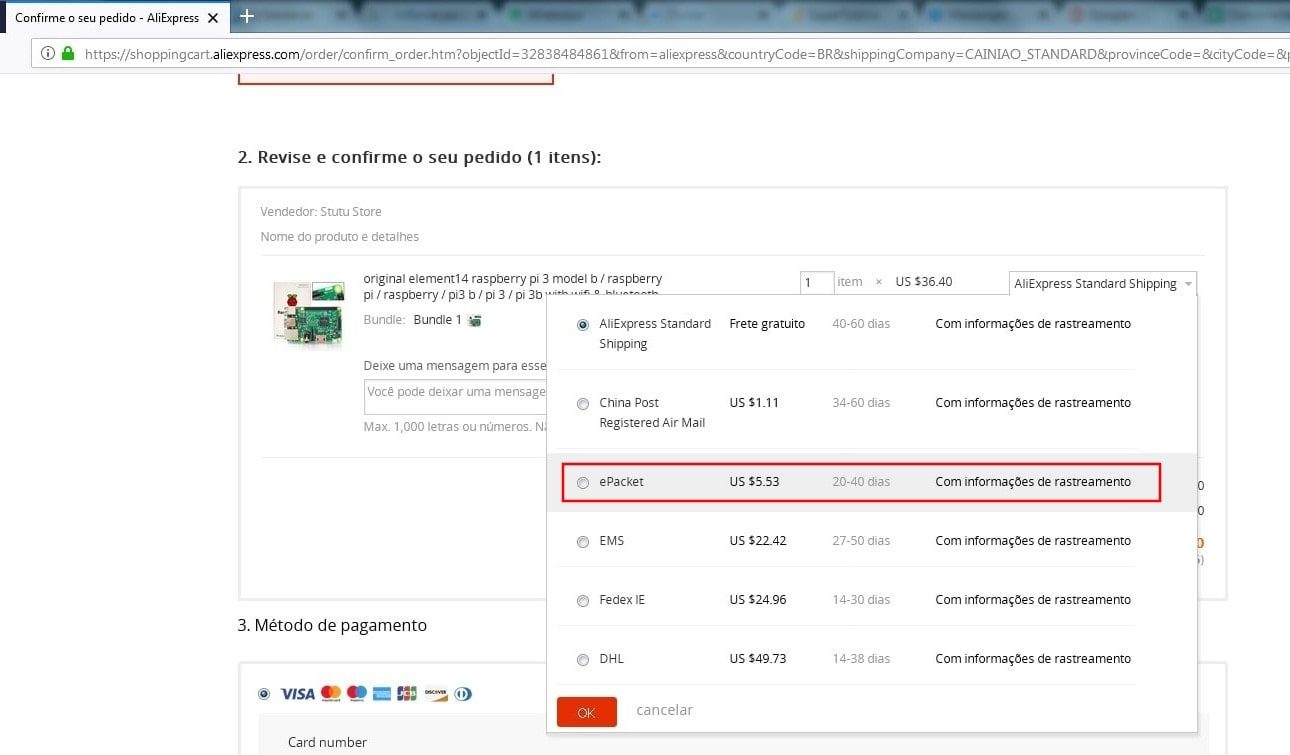 Confirme o seu pedido - AliExpress
https://shoppingcart.aliexpress.com/order/confirm_order.htm?objectId=32838484861&from=aliexpress&countryCode=BR&shippingCompany=CAINIAO_STANDARD&provinceCode=&cityCode=&
2. Revise e confirme o seu pedido (1 itens):
Vendedor: Stutu Store
Nome do produto e detalhes
original element14 raspberry pi 3 model b / raspberry
pi / raspberry / pi3 b / pi 3 / pi 3b with wifi & bluetooth
1 item × US $36.40
AliExpress Standard Shipping
Bundle: Bundle 1
Deixe uma mensagem para esse
Você pode deixar uma mensage
Max. 1,000 letras ou números.
AliExpress Standard Shipping Frete gratuito 40-60 dias Com informações de rastreamento
China Post Registered Air Mail US $1.11 34-60 dias Com informações de rastreamento
ePacket US $5.53 20-40 dias Com informações de rastreamento
EMS US $22.42 27-50 dias Com informações de rastreamento
Fedex IE US $24.96 14-30 dias Com informações de rastreamento
DHL US $49.73 14-38 dias Com informações de rastreamento
OK cancelar
3. Método de pagamento
VISA DISCOVER
Card number